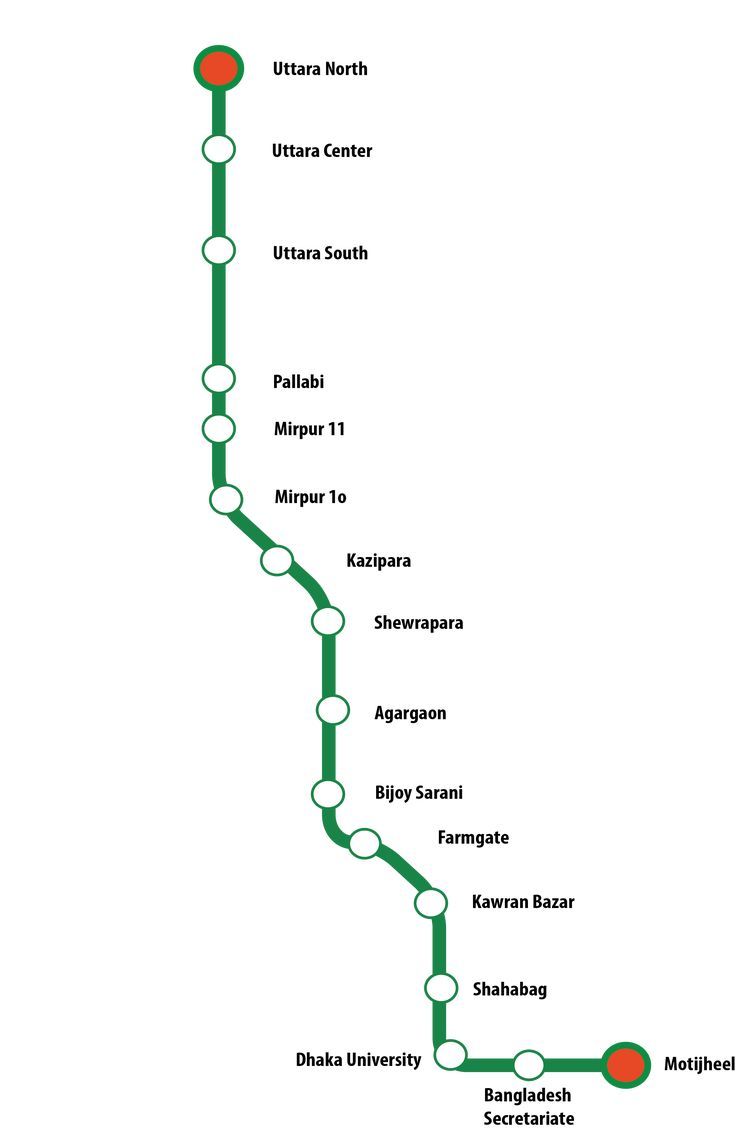 Uttara North
Uttara Center
Uttara South
Pallabi
Mirpur 11
Mirpur 1o
Kazipara
Shewrapara
Agargaon
Bijoy Sarani
Farmgate
Kawran Bazar
Shahabag
Dhaka University
Motijheel
Bangladesh
Secretariate